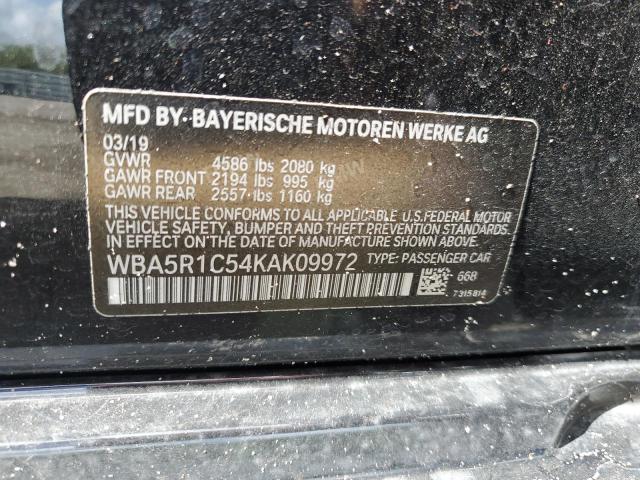 MFD BY: BAYERISCHE MOTOREN WERKE AG
03/19
GVWR 4586 lbs 2080 kg
GAWR FRONT 2194 lbs 995 kg
GAWR REAR 2557 lbs 1160 kg
THIS VEHICLE CONFORMS TO ALL APPLICABLE U.S.FEDERAL MOTOR
VEHICLE SAFETY, BUMPER AND THEFT PREVENTION STANDARDS
IN EFFECT ON THE DATE OF MANUFACTURE SHOWN ABOVE.
WBA5R1C54KAK09972 TYPE: PASSENGER CAR
668
7315814